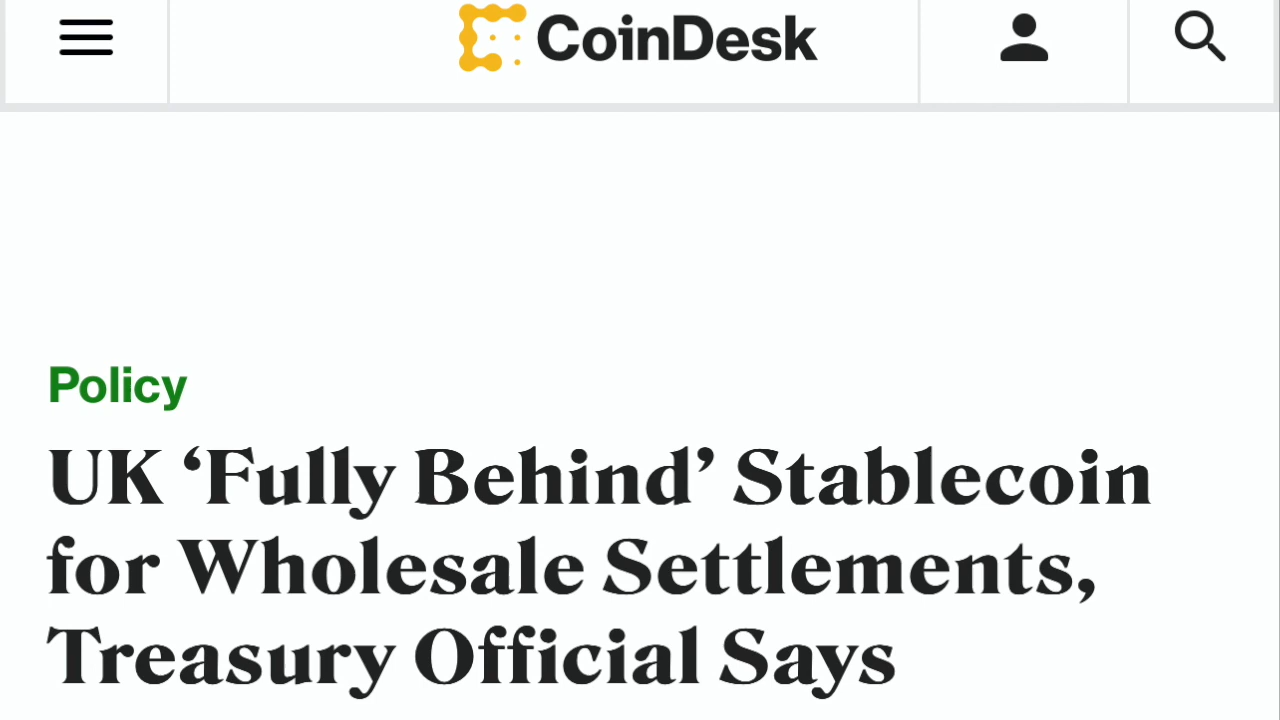 CoinDesk
Policy
UK ‘Fully Behind’ Stablecoin
for Wholesale Settlements,
Treasury Official Says